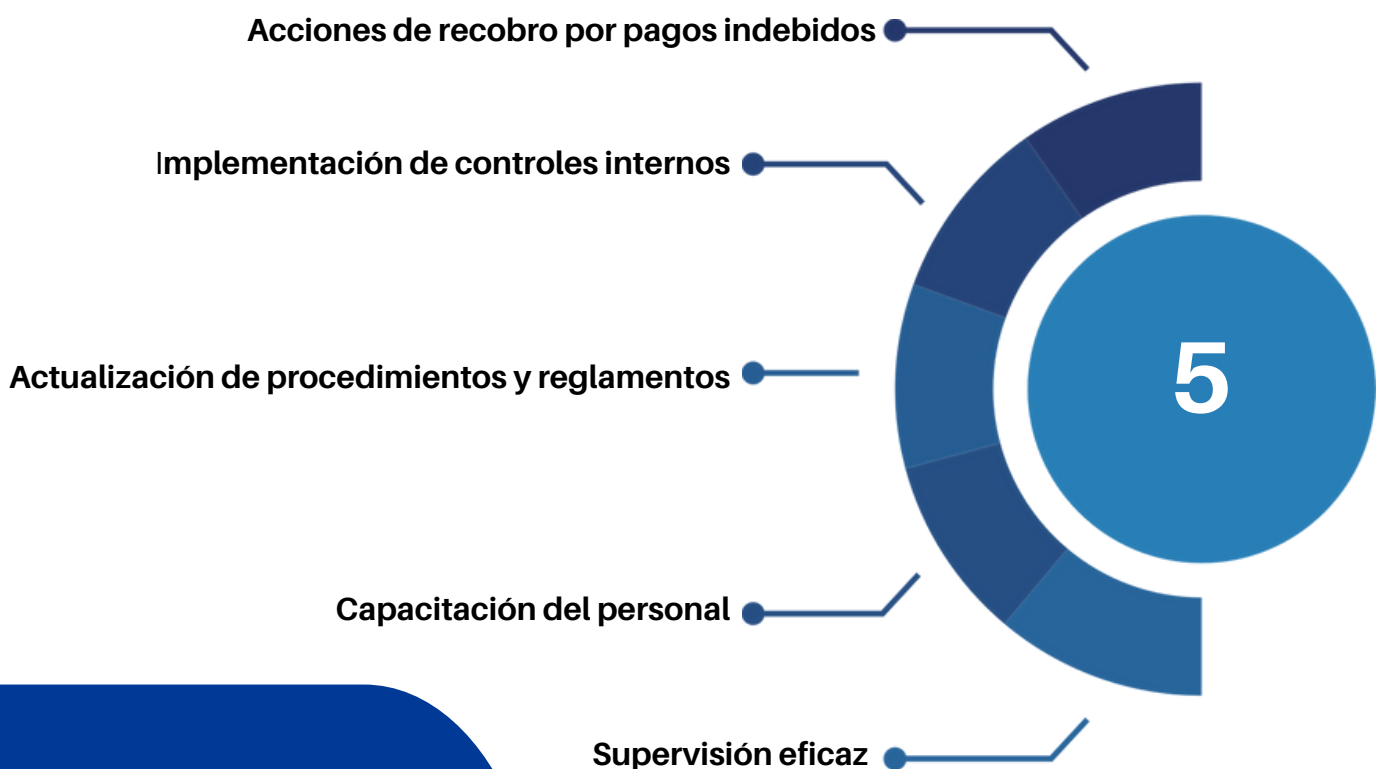 Acciones de recobro por pagos indebidos
Implementación de controles internos
Actualización de procedimientos y reglamentos
5
Capacitación del personal
Supervisión eficaz